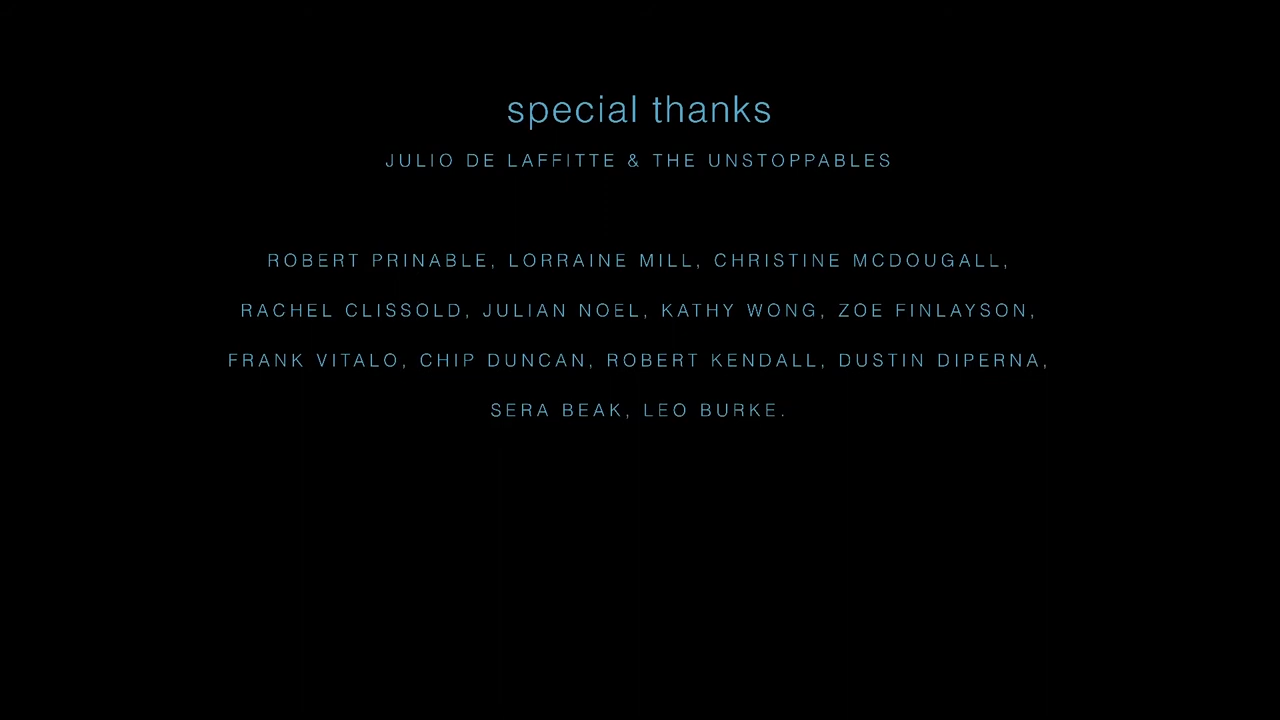 special thanks
JULIO DE LAFFITTE & THE UNSTOPPABLES
ROBERT PRINABLE, LORRAINE MILL, CHRISTINE MCDOUGALL,
RACHEL CLISSOLD, JULIAN NOEL, KATHY WONG, ZOE FINLAYSON,
FRANK VITALO, CHIP DUNCAN, ROBERT KENDALL, DUSTIN DIPERNA,
SERA BEAK, LEO BURKE.